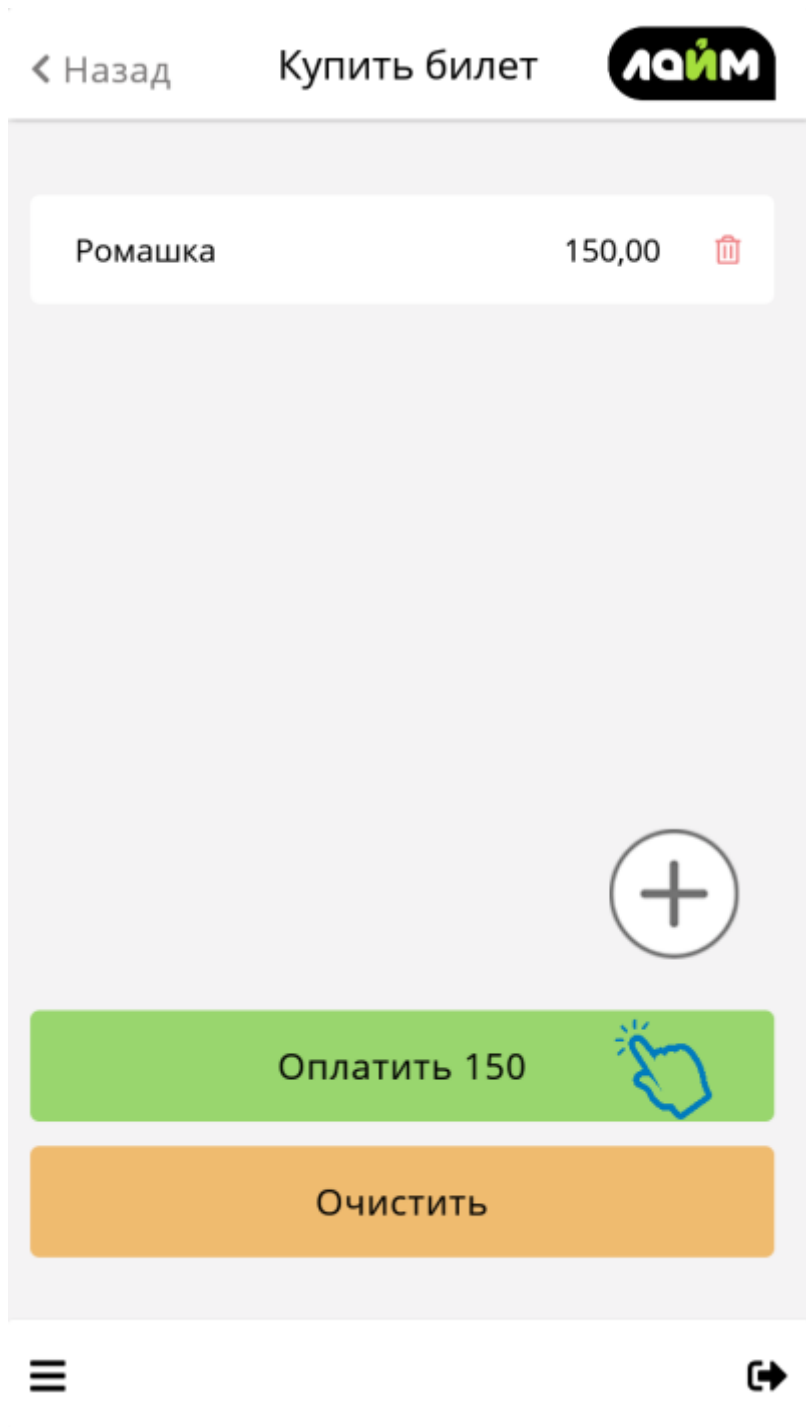 Назад
Купить билет
лайм
Ромашка
150,00
Оплатить 150
Очистить